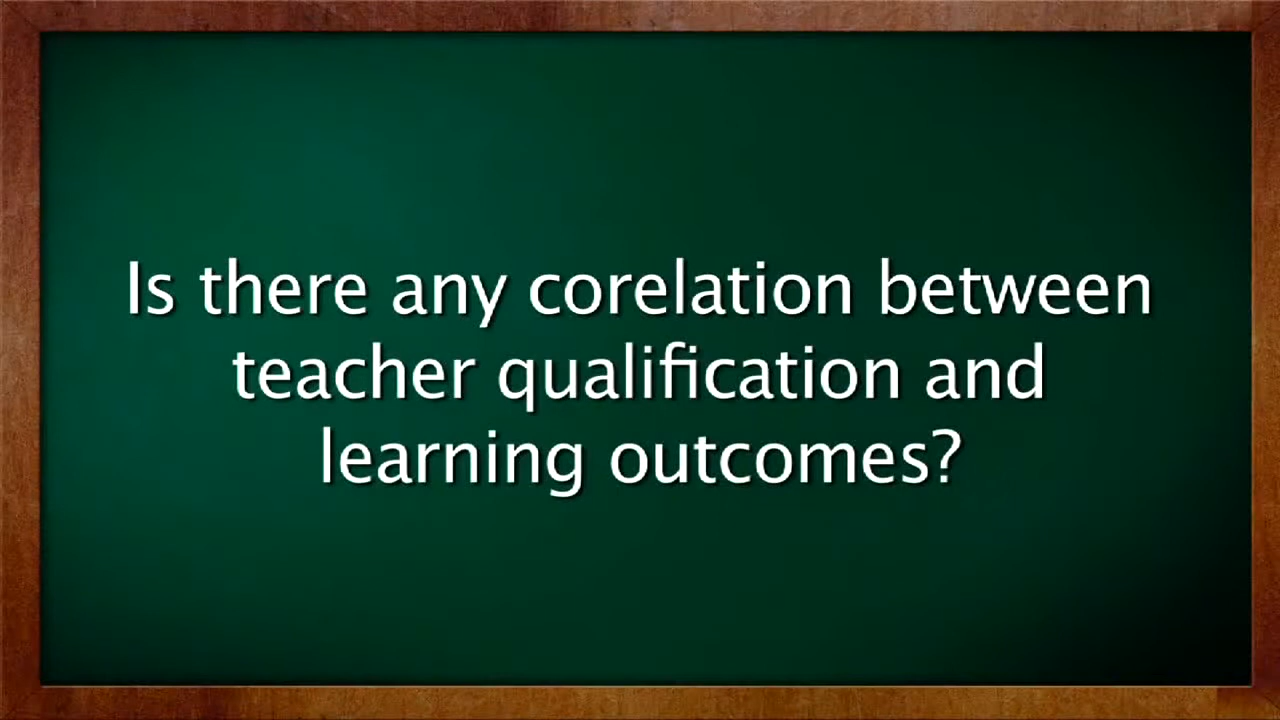 Is there any corelation between
teacher qualification and
learning outcomes?